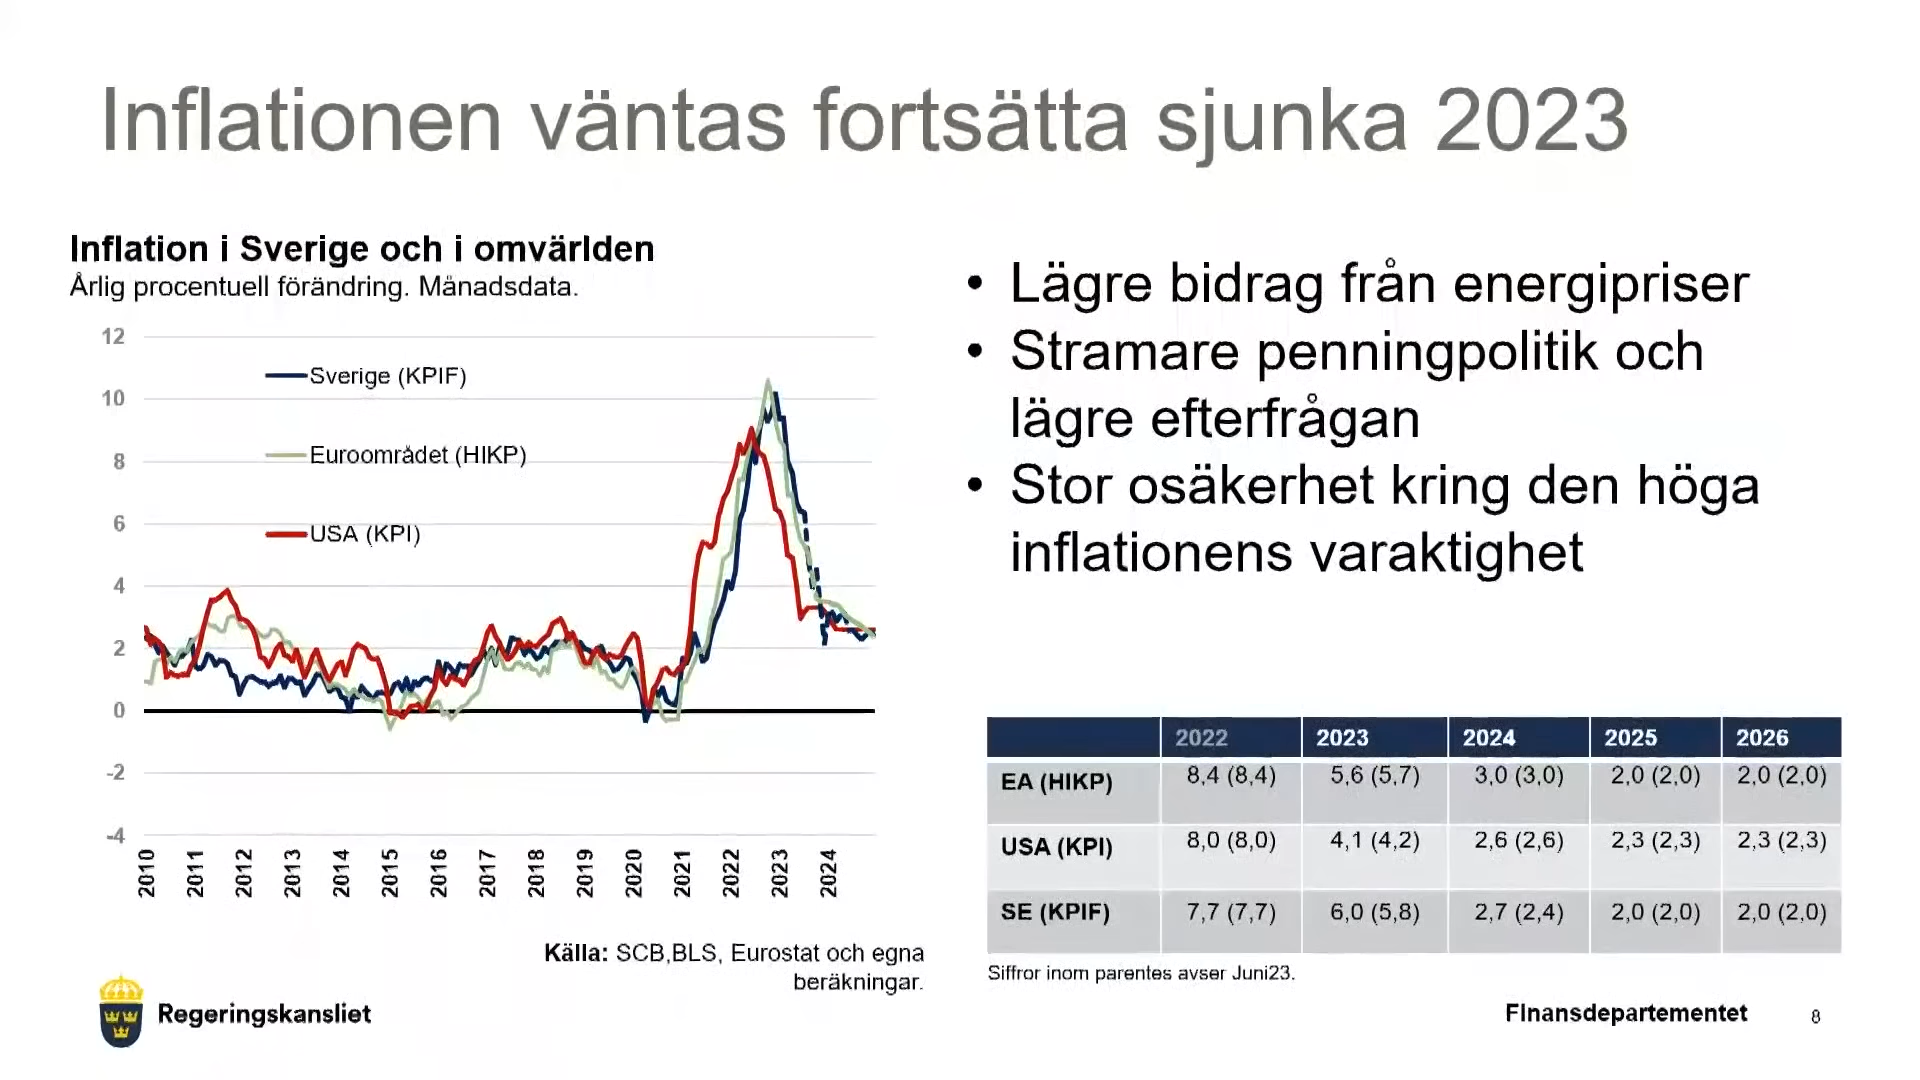 Inflationen väntas fortsätta sjunka 2023
Inflation i Sverige och i omvärlden
Årlig procentuell förändring. Månadsdata.
12
10
8
6
4
2
0
-2
-4
Sverige (KPIF)
Euroområdet (HIKP)
USA (KPI)
2010 2011 2012 2013 2014 2015 2016 2017 2018 2019 2020 2021 2022 2023 2024
Källa: SCB,BLS, Eurostat och egna
beräkningar.
• Lägre bidrag från energipriser
• Stramare penningpolitik och
lägre efterfrågan
• Stor osäkerhet kring den höga
inflationens varaktighet
2022 2023 2024 2025 2026
EA (HIKP) 8,4 (8,4) 5,6 (5,7) 3,0 (3,0) 2,0 (2,0) 2,0 (2,0)
USA (KPI) 8,0 (8,0) 4,1 (4,2) 2,6 (2,6) 2,3 (2,3) 2,3 (2,3)
SE (KPIF) 7,7 (7,7) 6,0 (5,8) 2,7 (2,4) 2,0 (2,0) 2,0 (2,0)
Siffror inom parentes avser Juni23.
Regeringskansliet
Finansdepartementet
8